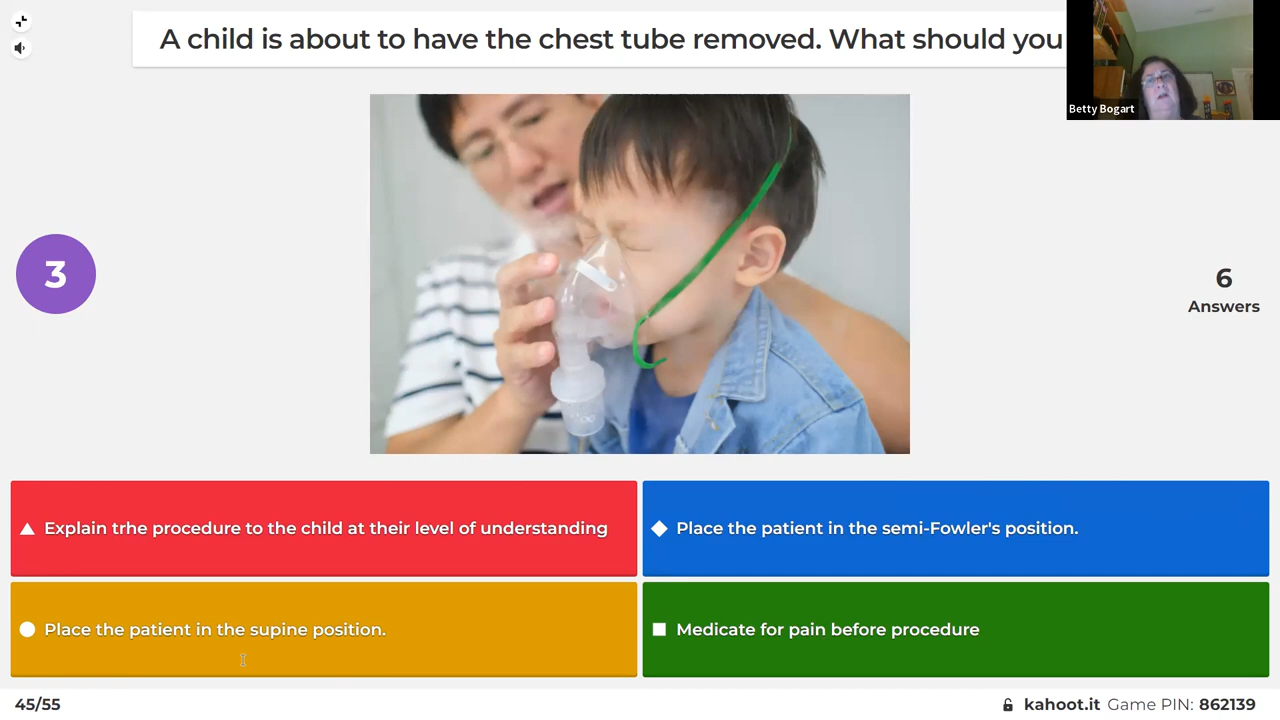 A child is about to have the chest tube removed. What should you
Betty Bogart
3
6
Answers
Explain trhe procedure to the child at their level of understanding
Place the patient in the semi-Fowler's position.
Place the patient in the supine position.
Medicate for pain before procedure
45/55
kahoot.it Game PIN: 862139